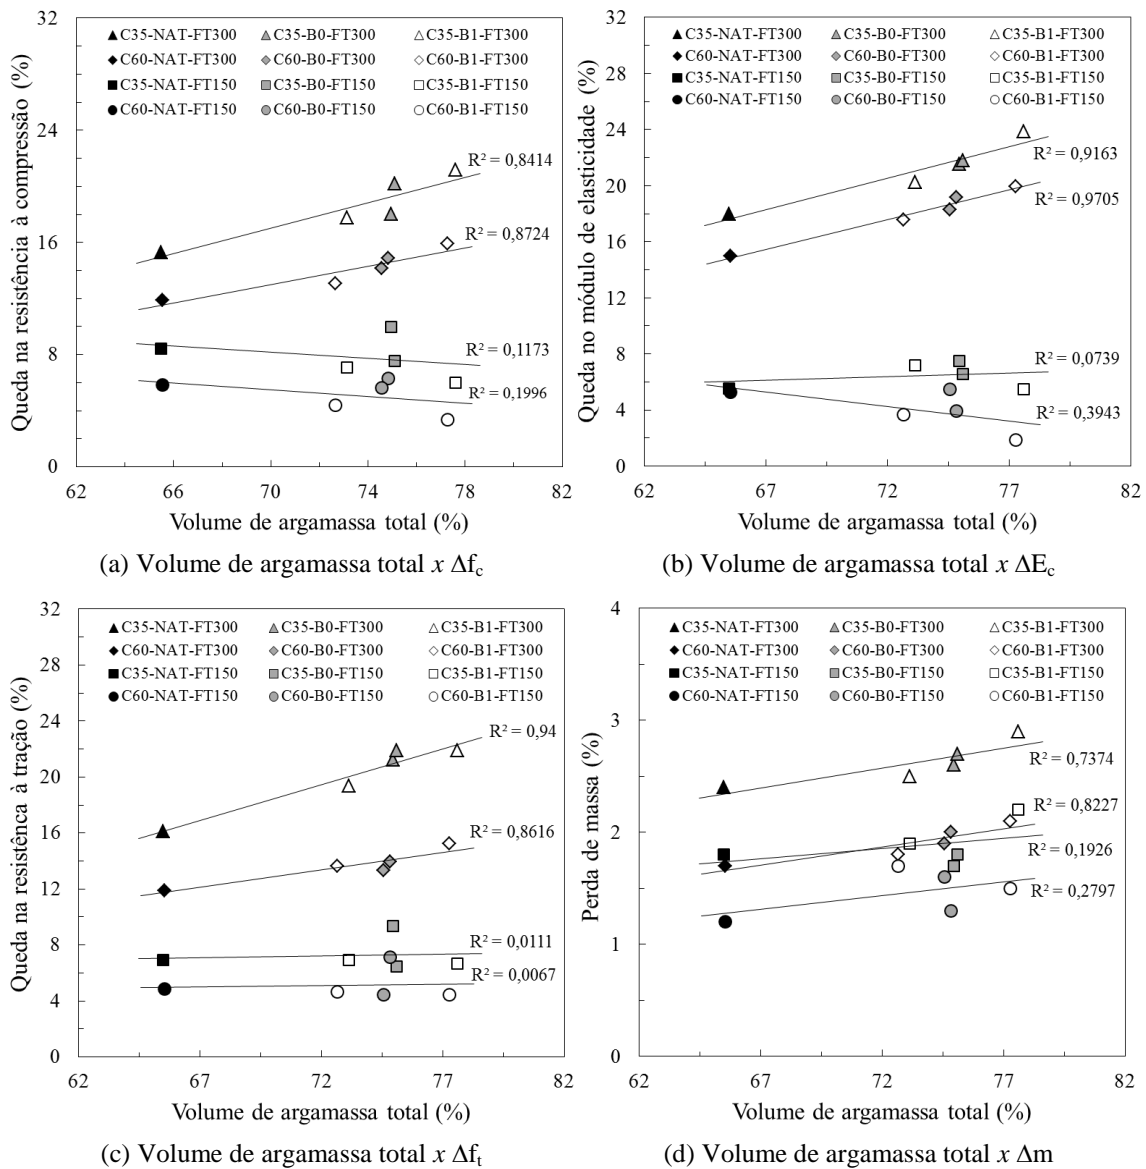 32
28
24
20
16
12
8
4
0
Queda na resistência à compressão (%)
C35-NAT-FT300 C35-B0-FT300 C35-B1-FT300
C60-NAT-FT300 C60-B0-FT300 C60-B1-FT300
C35-NAT-FT150 C35-B0-FT150 C35-B1-FT150
C60-NAT-FT150 C60-B0-FT150 C60-B1-FT150
R² = 0,8414
R² = 0,8724
R² = 0,1173
R² = 0,1996
62 66 70 74 78 82
Volume de argamassa total (%)
(a) Volume de argamassa total x Δfc
32
28
24
20
16
12
8
4
0
Queda no módulo de elasticidade (%)
C35-NAT-FT300 C35-B0-FT300 C35-B1-FT300
C60-NAT-FT300 C60-B0-FT300 C60-B1-FT300
C35-NAT-FT150 C35-B0-FT150 C35-B1-FT150
C60-NAT-FT150 C60-B0-FT150 C60-B1-FT150
R² = 0,9163
R² = 0,9705
R² = 0,0739
R² = 0,3943
62 67 72 77 82
Volume de argamassa total (%)
(b) Volume de argamassa total x ΔEc
32
28
24
20
16
12
8
4
0
Queda na resistênca à tração (%)
C35-NAT-FT300 C35-B0-FT300 C35-B1-FT300
C60-NAT-FT300 C60-B0-FT300 C60-B1-FT300
C35-NAT-FT150 C35-B0-FT150 C35-B1-FT150
C60-NAT-FT150 C60-B0-FT150 C60-B1-FT150
R² = 0,94
R² = 0,8616
R² = 0,0111
R² = 0,0067
62 67 72 77 82
Volume de argamassa total (%)
(c) Volume de argamassa total x Δft
4
3
2
1
0
Perda de massa (%)
C35-NAT-FT300 C35-B0-FT300 C35-B1-FT300
C60-NAT-FT300 C60-B0-FT300 C60-B1-FT300
C35-NAT-FT150 C35-B0-FT150 C35-B1-FT150
C60-NAT-FT150 C60-B0-FT150 C60-B1-FT150
R² = 0,7374
R² = 0,8227
R² = 0,1926
R² = 0,2797
62 67 72 77 82
Volume de argamassa total (%)
(d) Volume de argamassa total x Δm